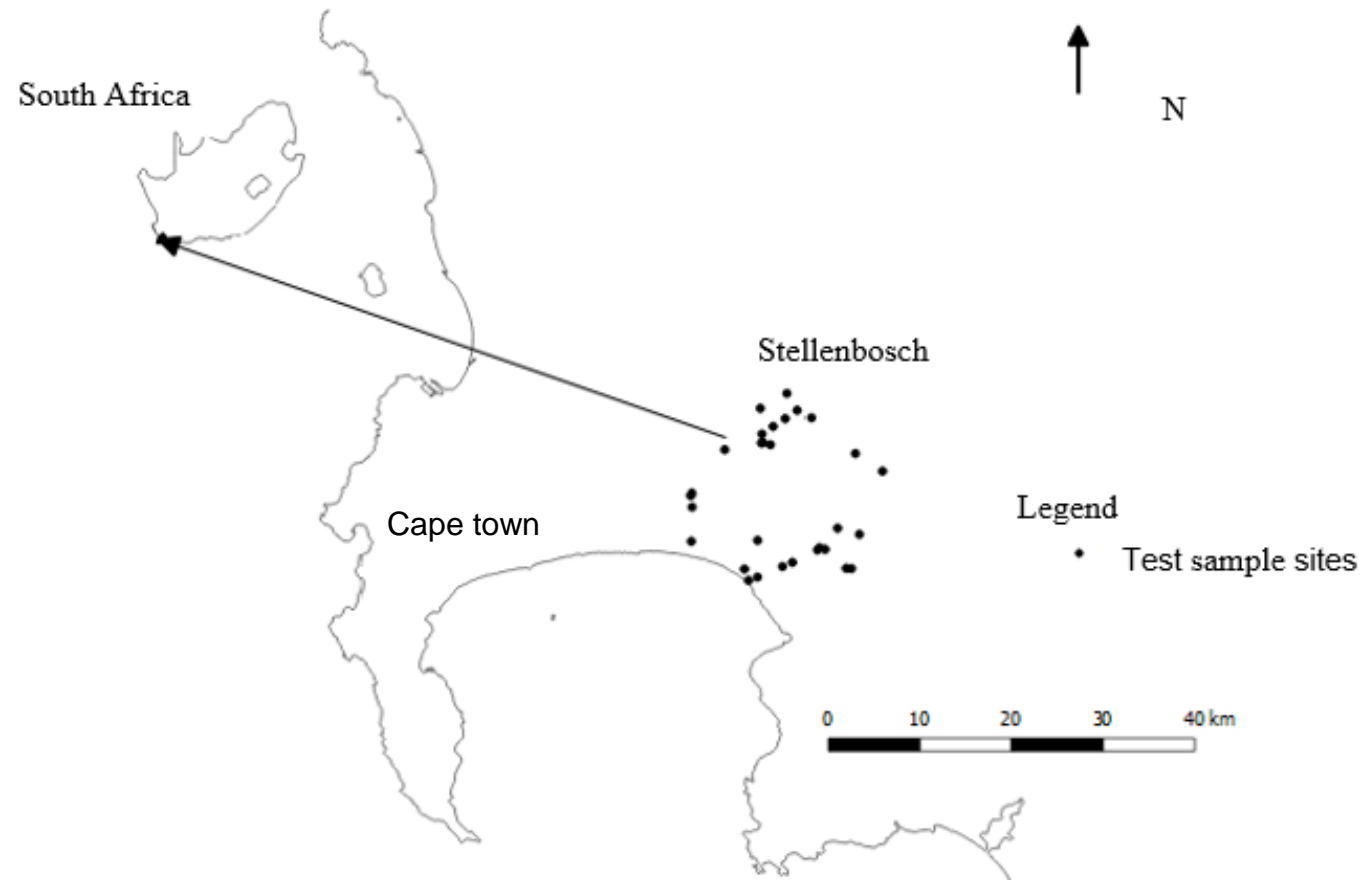 South Africa
N
Stellenbosch
Cape town
Legend
Test sample sites
0 10 20 30 40 km